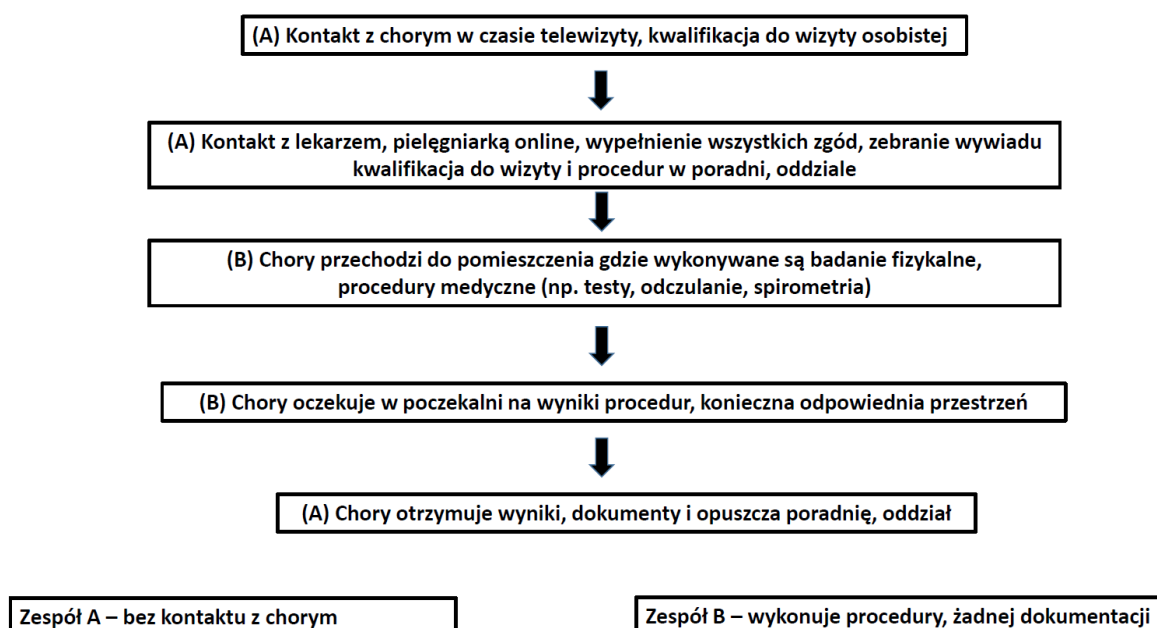 (A) Kontakt z chorym w czasie telewizyty, kwalifikacja do wizyty osobistej
(A) Kontakt z lekarzem, pielęgniarką online, wypełnienie wszystkich zgód, zebranie wywiadu
kwalifikacja do wizyty i procedur w poradni, oddziale
(B) Chory przechodzi do pomieszczenia gdzie wykonywane są badanie fizykalne,
procedury medyczne (np. testy, odczulanie, spirometria)
(B) Chory oczekuje w poczekalni na wyniki procedur, konieczna odpowiednia przestrzeń
(A) Chory otrzymuje wyniki, dokumenty i opuszcza poradnię, oddział
Zespół A – bez kontaktu z chorym
Zespół B – wykonuje procedury, żadnej dokumentacji